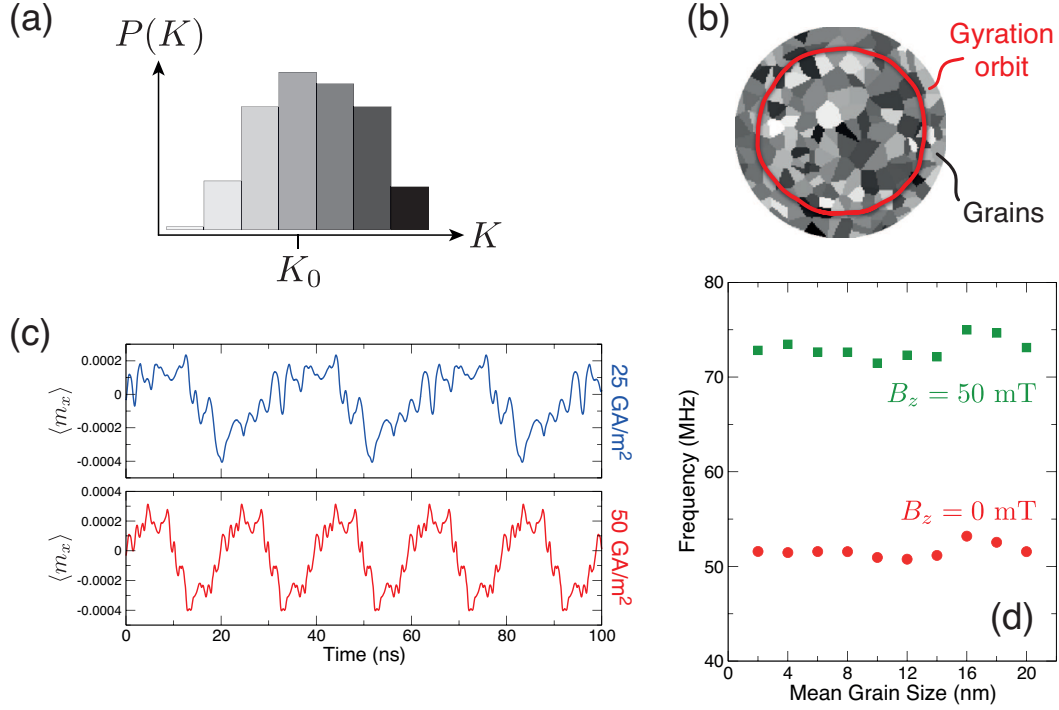 (a)
P(K)
K
K₀
(b)
Gyration
orbit
Grains
(c)
⟨mₓ⟩
0.0002
0
-0.0002
-0.0004
25 GA/m²
⟨mₓ⟩
0.0004
0.0002
0
-0.0002
-0.0004
50 GA/m²
0 20 40 60 80 100
Time (ns)
Frequency (MHz)
80
70
60
50
40
B_z = 50 mT
B_z = 0 mT
(d)
0 4 8 12 16 20
Mean Grain Size (nm)